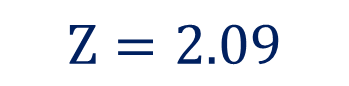 Z = 2.09